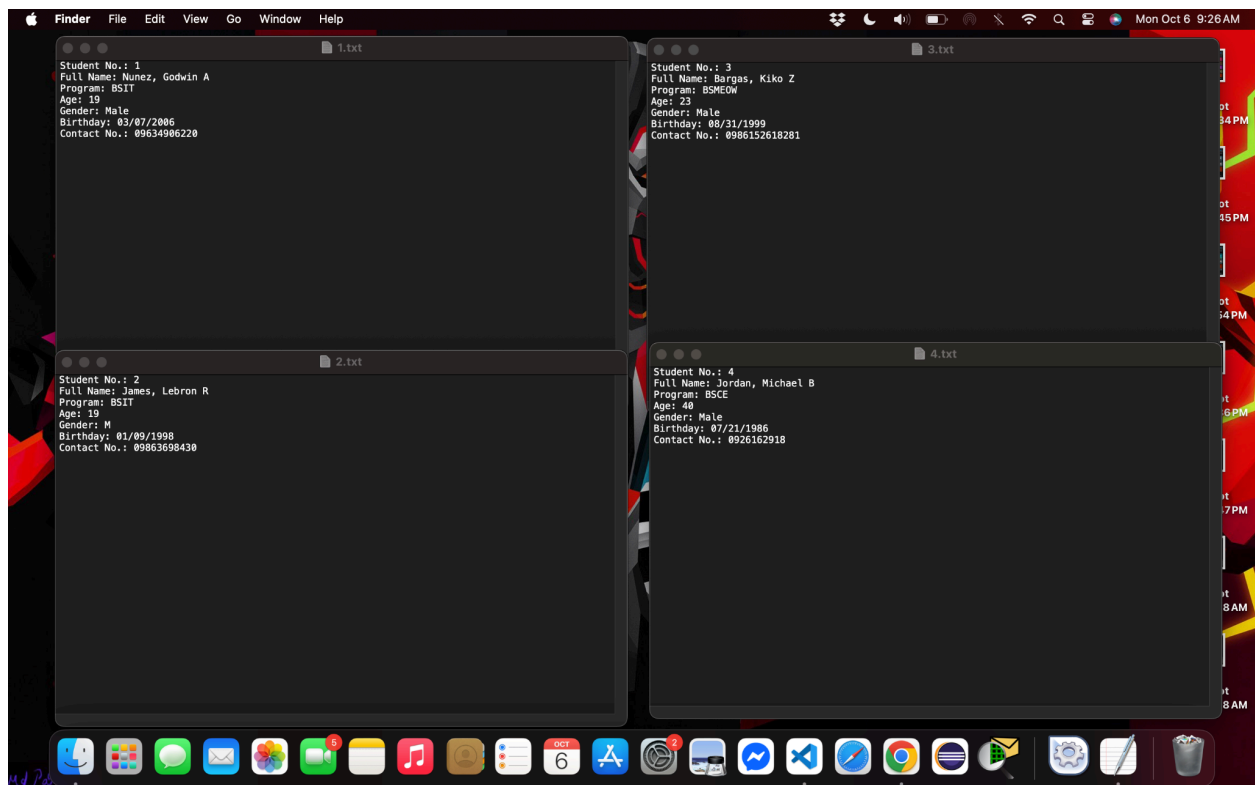 Finder File Edit View Go Window Help
Mon Oct 6 9:26 AM
1.txt
Student No.: 1
Full Name: Nunez, Godwin A
Program: BSIT
Age: 19
Gender: Male
Birthday: 03/07/2006
Contact No.: 09634906220
3.txt
Student No.: 3
Full Name: Bargas, Kiko Z
Program: BSMEOW
Age: 23
Gender: Male
Birthday: 08/31/1999
Contact No.: 0986152618281
2.txt
Student No.: 2
Full Name: James, Lebron R
Program: BSIT
Age: 19
Gender: M
Birthday: 01/09/1998
Contact No.: 09863698430
4.txt
Student No.: 4
Full Name: Jordan, Michael B
Program: BSCE
Age: 40
Gender: Male
Birthday: 07/21/1986
Contact No.: 0926162918
5
OCT
6
2